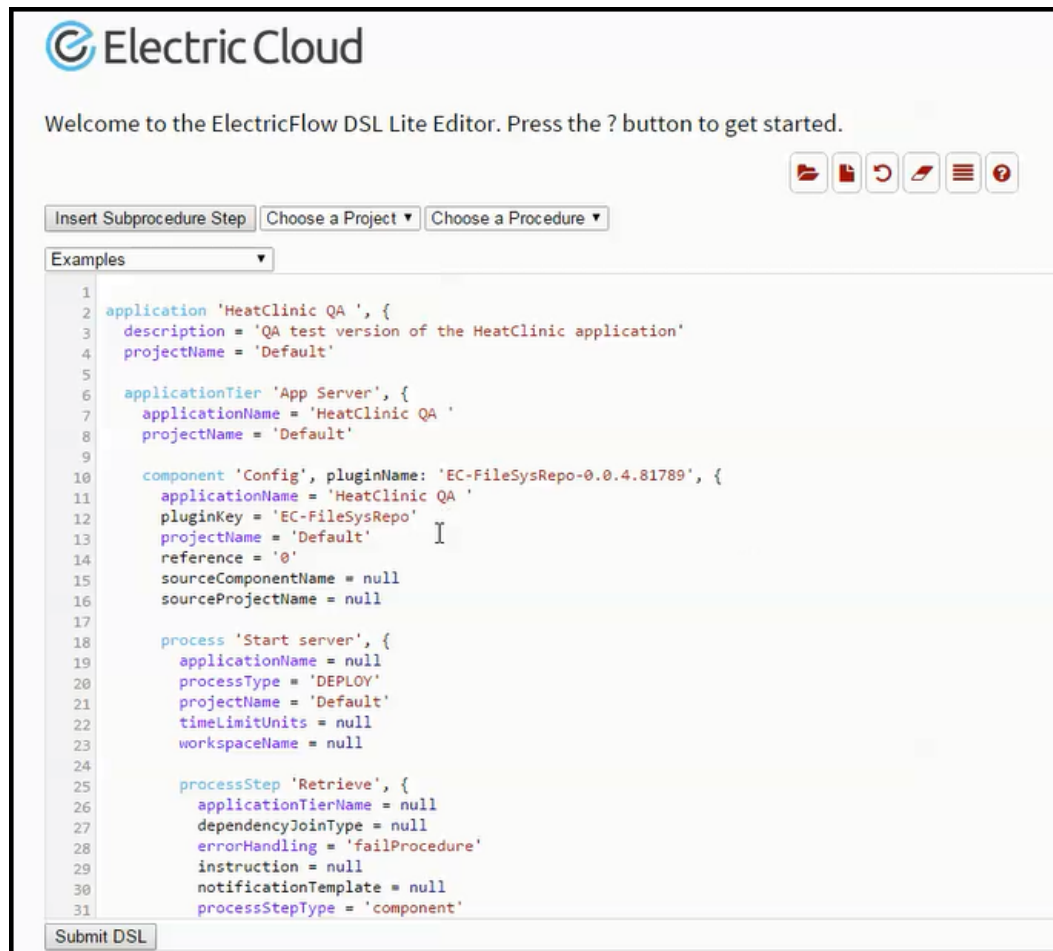 Electric Cloud
Welcome to the ElectricFlow DSL Lite Editor. Press the ? button to get started.
Insert Subprocedure Step Choose a Project ▼ Choose a Procedure ▼
Examples ▼
1
2 application 'HeatClinic QA ', {
3   description = 'QA test version of the HeatClinic application'
4   projectName = 'Default'
5
6   applicationTier 'App Server', {
7     applicationName = 'HeatClinic QA '
8     projectName = 'Default'
9
10     component 'Config', pluginName: 'EC-FileSysRepo-0.0.4.81789', {
11       applicationName = 'HeatClinic QA '
12       pluginKey = 'EC-FileSysRepo'
13       projectName = 'Default'
14       reference = '0'
15       sourceComponentName = null
16       sourceProjectName = null
17
18       process 'Start server', {
19         applicationName = null
20         processType = 'DEPLOY'
21         projectName = 'Default'
22         timeLimitUnits = null
23         workspaceName = null
24
25         processStep 'Retrieve', {
26           applicationTierName = null
27           dependencyJoinType = null
28           errorHandling = 'failProcedure'
29           instruction = null
30           notificationTemplate = null
31           processStepType = 'component'
Submit DSL